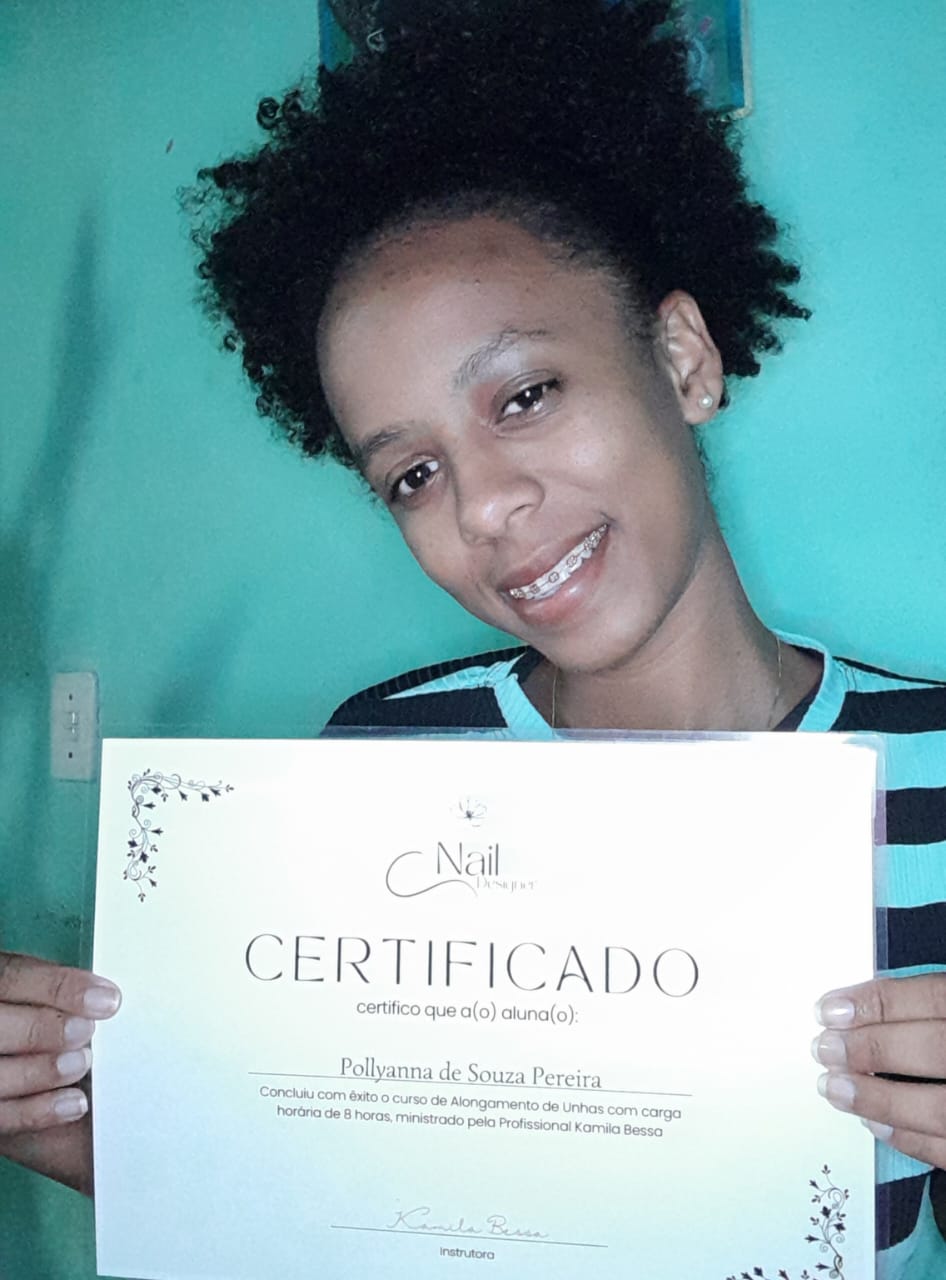 Nail
Designer
CERTIFICADO
certifico que a(o) aluna(o):
Pollyanna de Souza Pereira
Concluiu com êxito o curso de Alongamento de Unhas com carga
horária de 8 horas, ministrado pela Profissional Kamila Bessa
Kamila Bessa
Instrutora